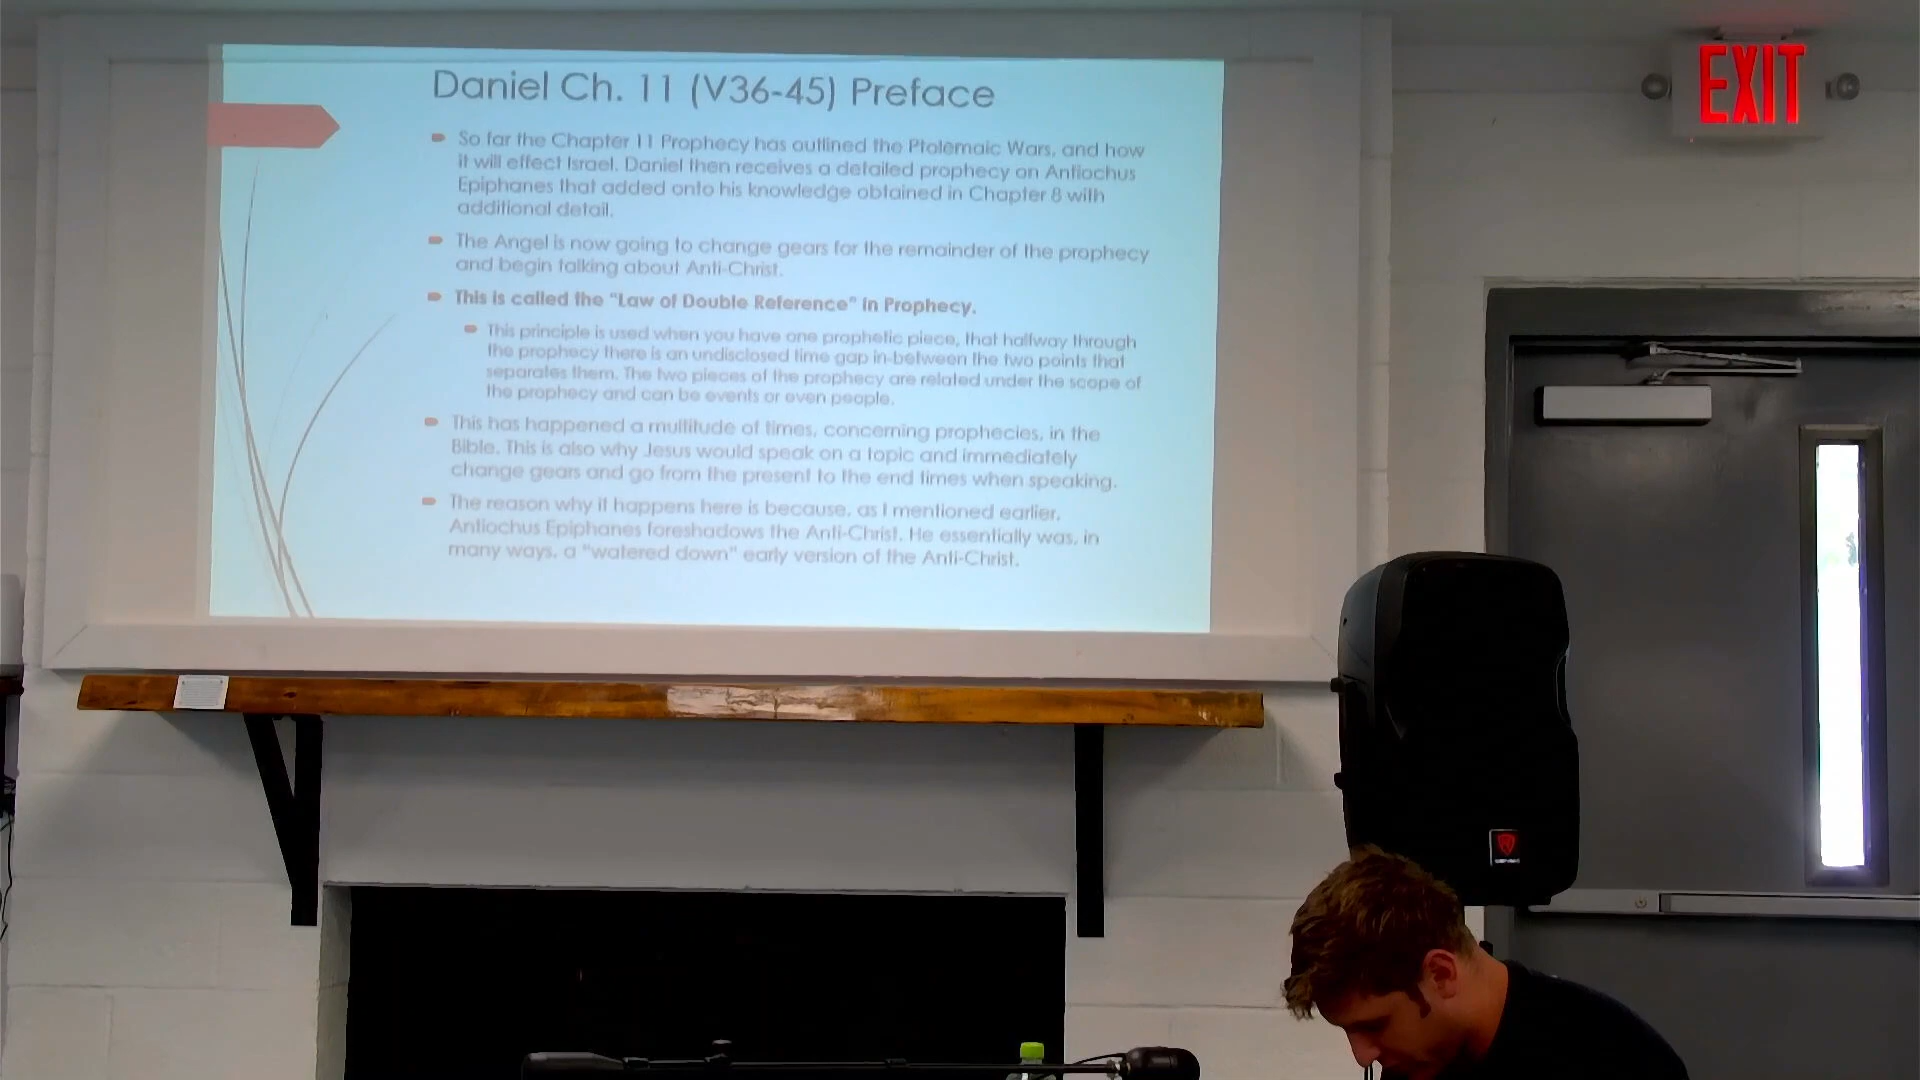 Daniel Ch. 11 (V36-45) Preface
So far the Chapter 11 Prophecy has outlined the Ptolemaic Wars, and how
it will effect Israel. Daniel then receives a detailed prophecy on Antiochus
Epiphanes that added onto his knowledge obtained in Chapter 8 with
additional detail.
The Angel is now going to change gears for the remainder of the prophecy
and begin talking about Anti-Christ.
This is called the "Law of Double Reference" in Prophecy.
This principle is used when you have one prophetic piece, that halfway through
the prophecy there is an undisclosed time gap in-between the two points that
separates them. The two pieces of the prophecy are related under the scope of
the prophecy and can be events or even people.
This has happened a multitude of times, concerning prophecies, in the
Bible. This is also why Jesus would speak on a topic and immediately
change gears and go from the present to the end times when speaking.
The reason why it happens here is because, as I mentioned earlier,
Antiochus Epiphanes foreshadows the Anti-Christ. He essentially was, in
many ways, a "watered down" early version of the Anti-Christ.
EXIT